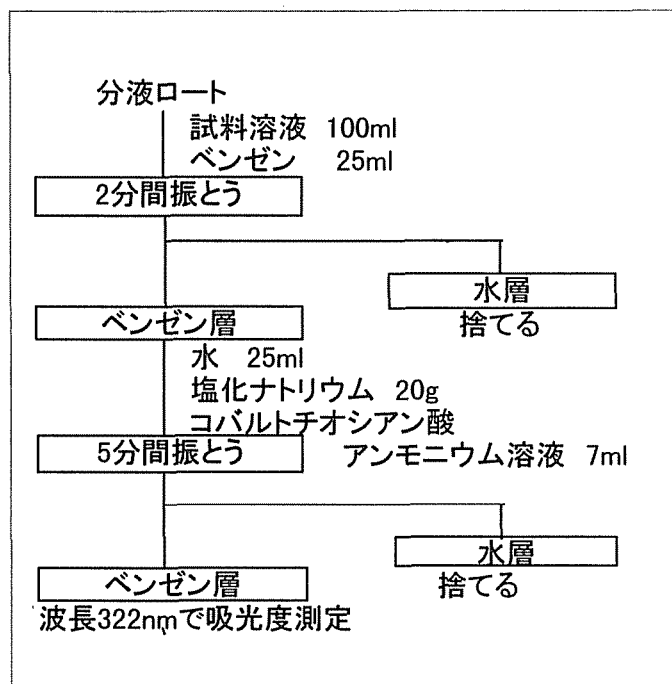 分液ロート
試料溶液 100ml
ベンゼン 25ml
2分間振とう
水層
捨てる
ベンゼン層
水 25ml
塩化ナトリウム 20g
コバルトチオシアン酸
アンモニウム溶液 7ml
5分間振とう
水層
捨てる
ベンゼン層
波長322nmで吸光度測定